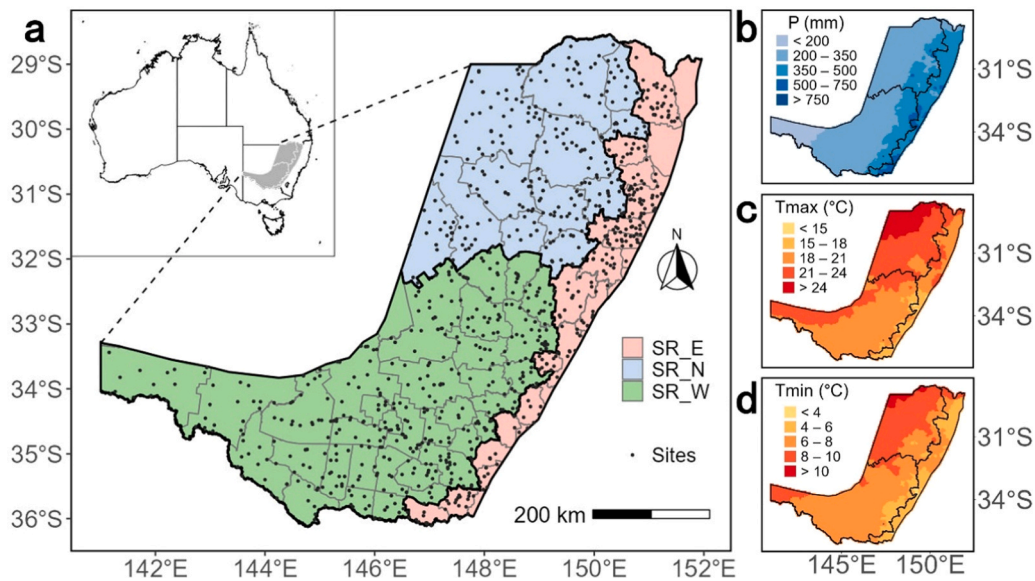 a
29°S
30°S
31°S
32°S
33°S
34°S
35°S
36°S
142°E
144°E
146°E
148°E
150°E
152°E
N
SR_E
SR_N
SR_W
Sites
200 km
b
P (mm)
< 200
200 – 350
350 – 500
500 – 750
> 750
31°S
34°S
c
Tmax (°C)
< 15
15 – 18
18 – 21
21 – 24
> 24
31°S
34°S
d
Tmin (°C)
< 4
4 – 6
6 – 8
8 – 10
> 10
31°S
34°S
145°E
150°E